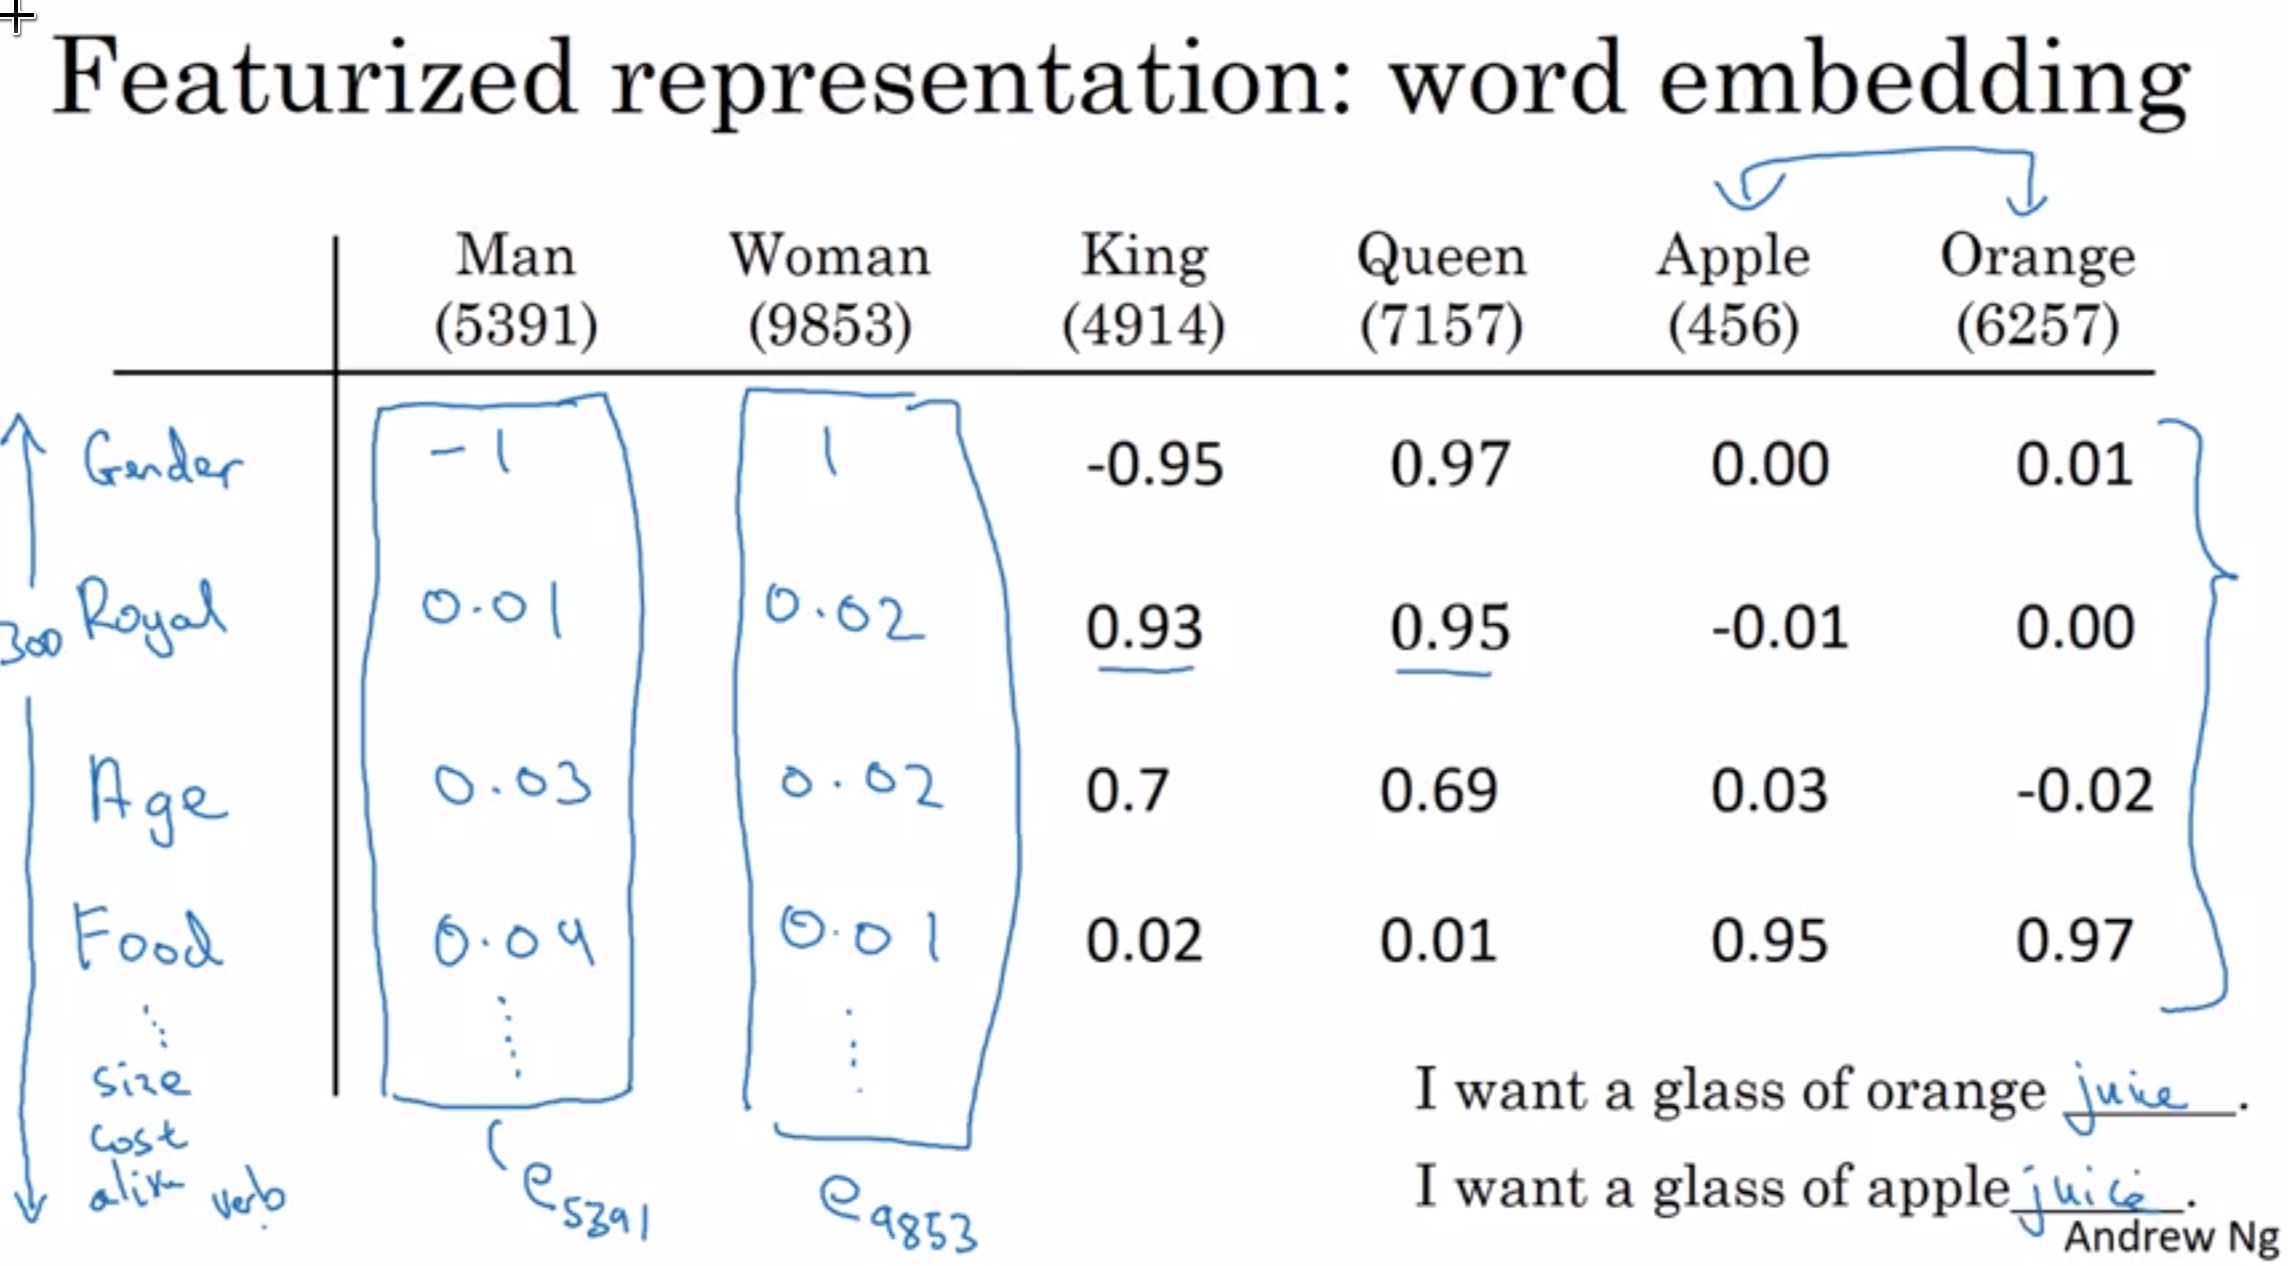 Featurized representation: word embedding
Man Woman King Queen Apple Orange
(5391) (9853) (4914) (7157) (456) (6257)
Gender -1 1 -0.95 0.97 0.00 0.01
300 Royal 0.01 0.02 0.93 0.95 -0.01 0.00
Age 0.03 0.02 0.7 0.69 0.03 -0.02
Food 0.04 0.01 0.02 0.01 0.95 0.97
size
cost
alive verb
e5391 e9853
I want a glass of orange juice.
I want a glass of apple juice.
Andrew Ng